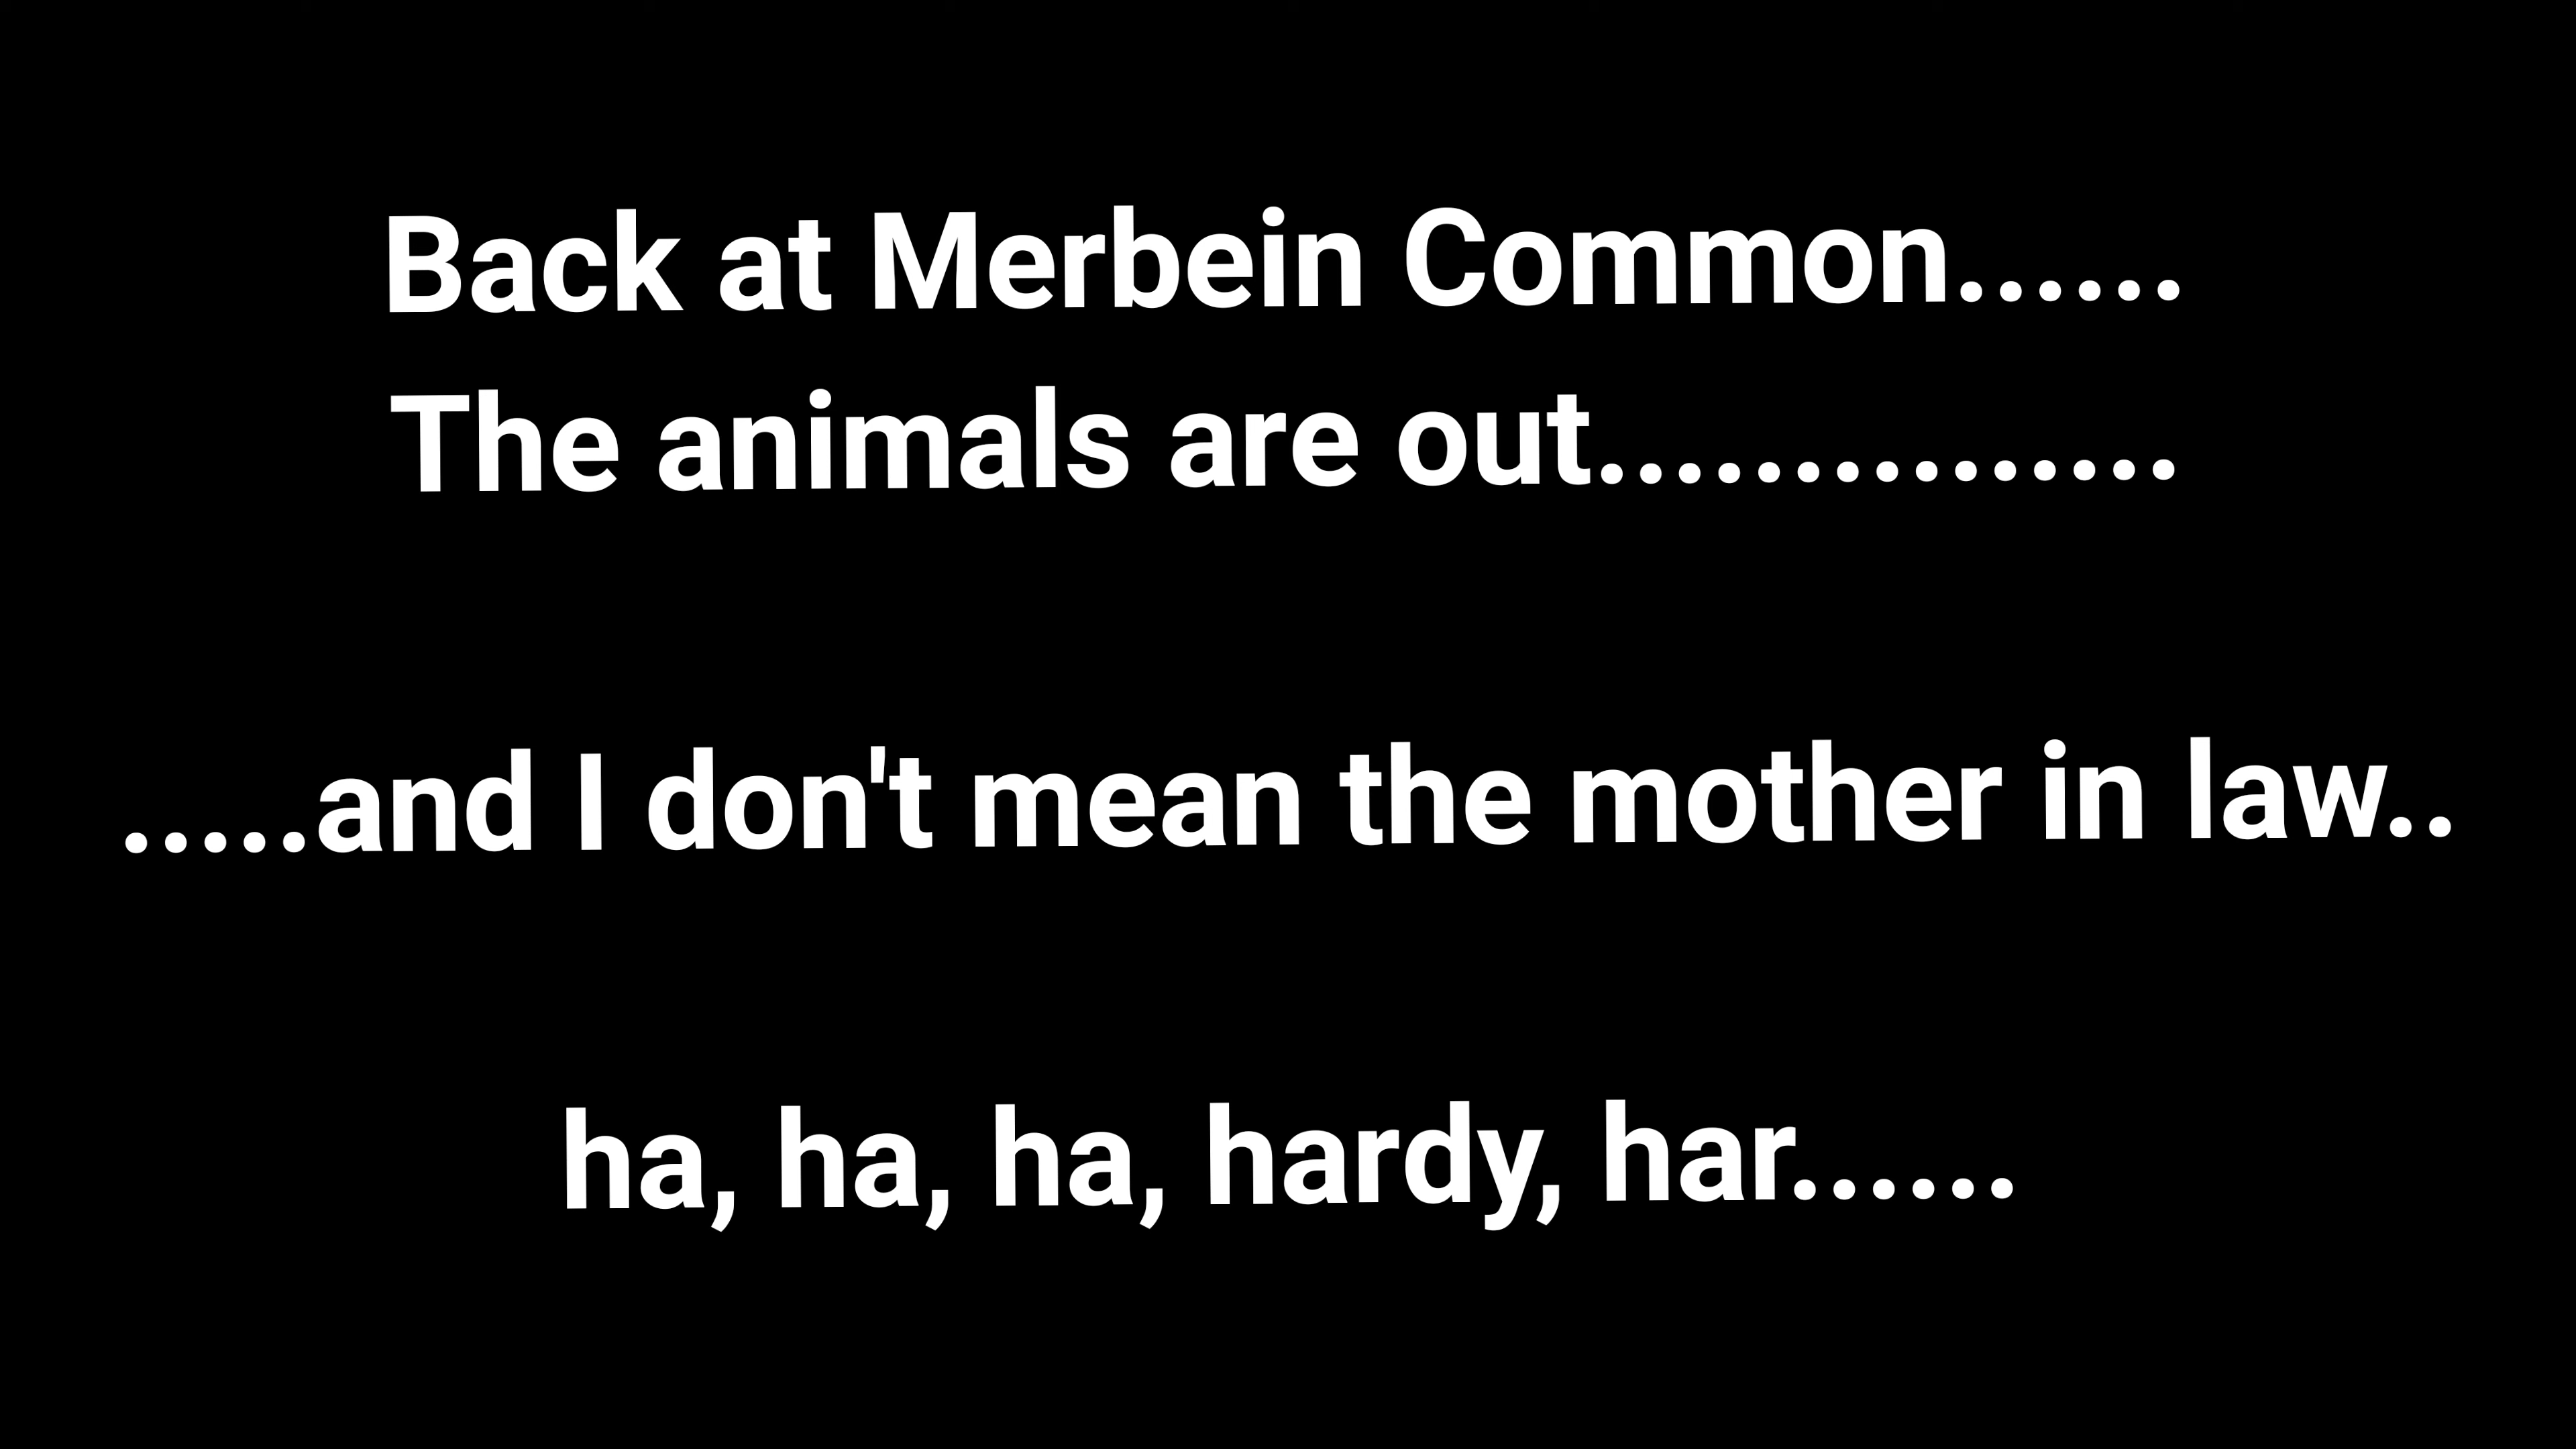 Back at Merbein Common......
The animals are out...............
.....and I don't mean the mother in law..
ha, ha, ha, hardy, har......